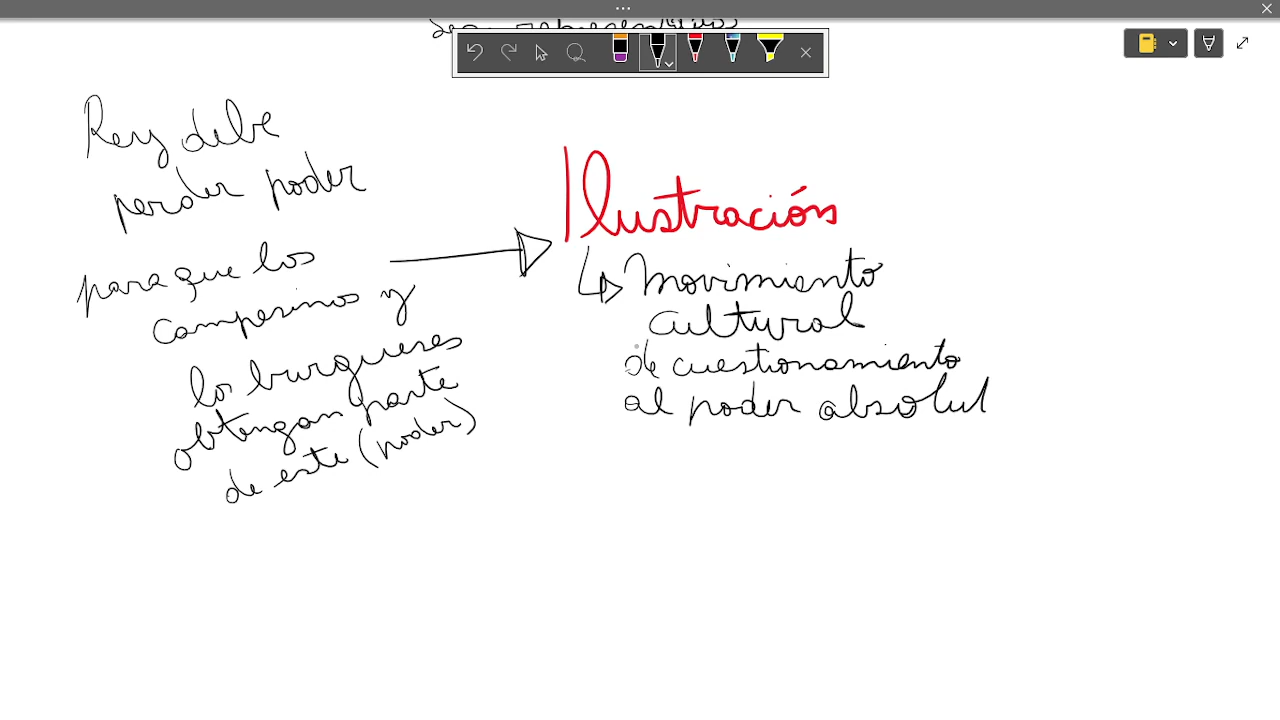 Rey debe
perder poder
para que los
campesinos y
los burgueses
obtengan parte
de este (poder)
Ilustración
movimiento
cultural
de cuestionamiento
al poder absolut